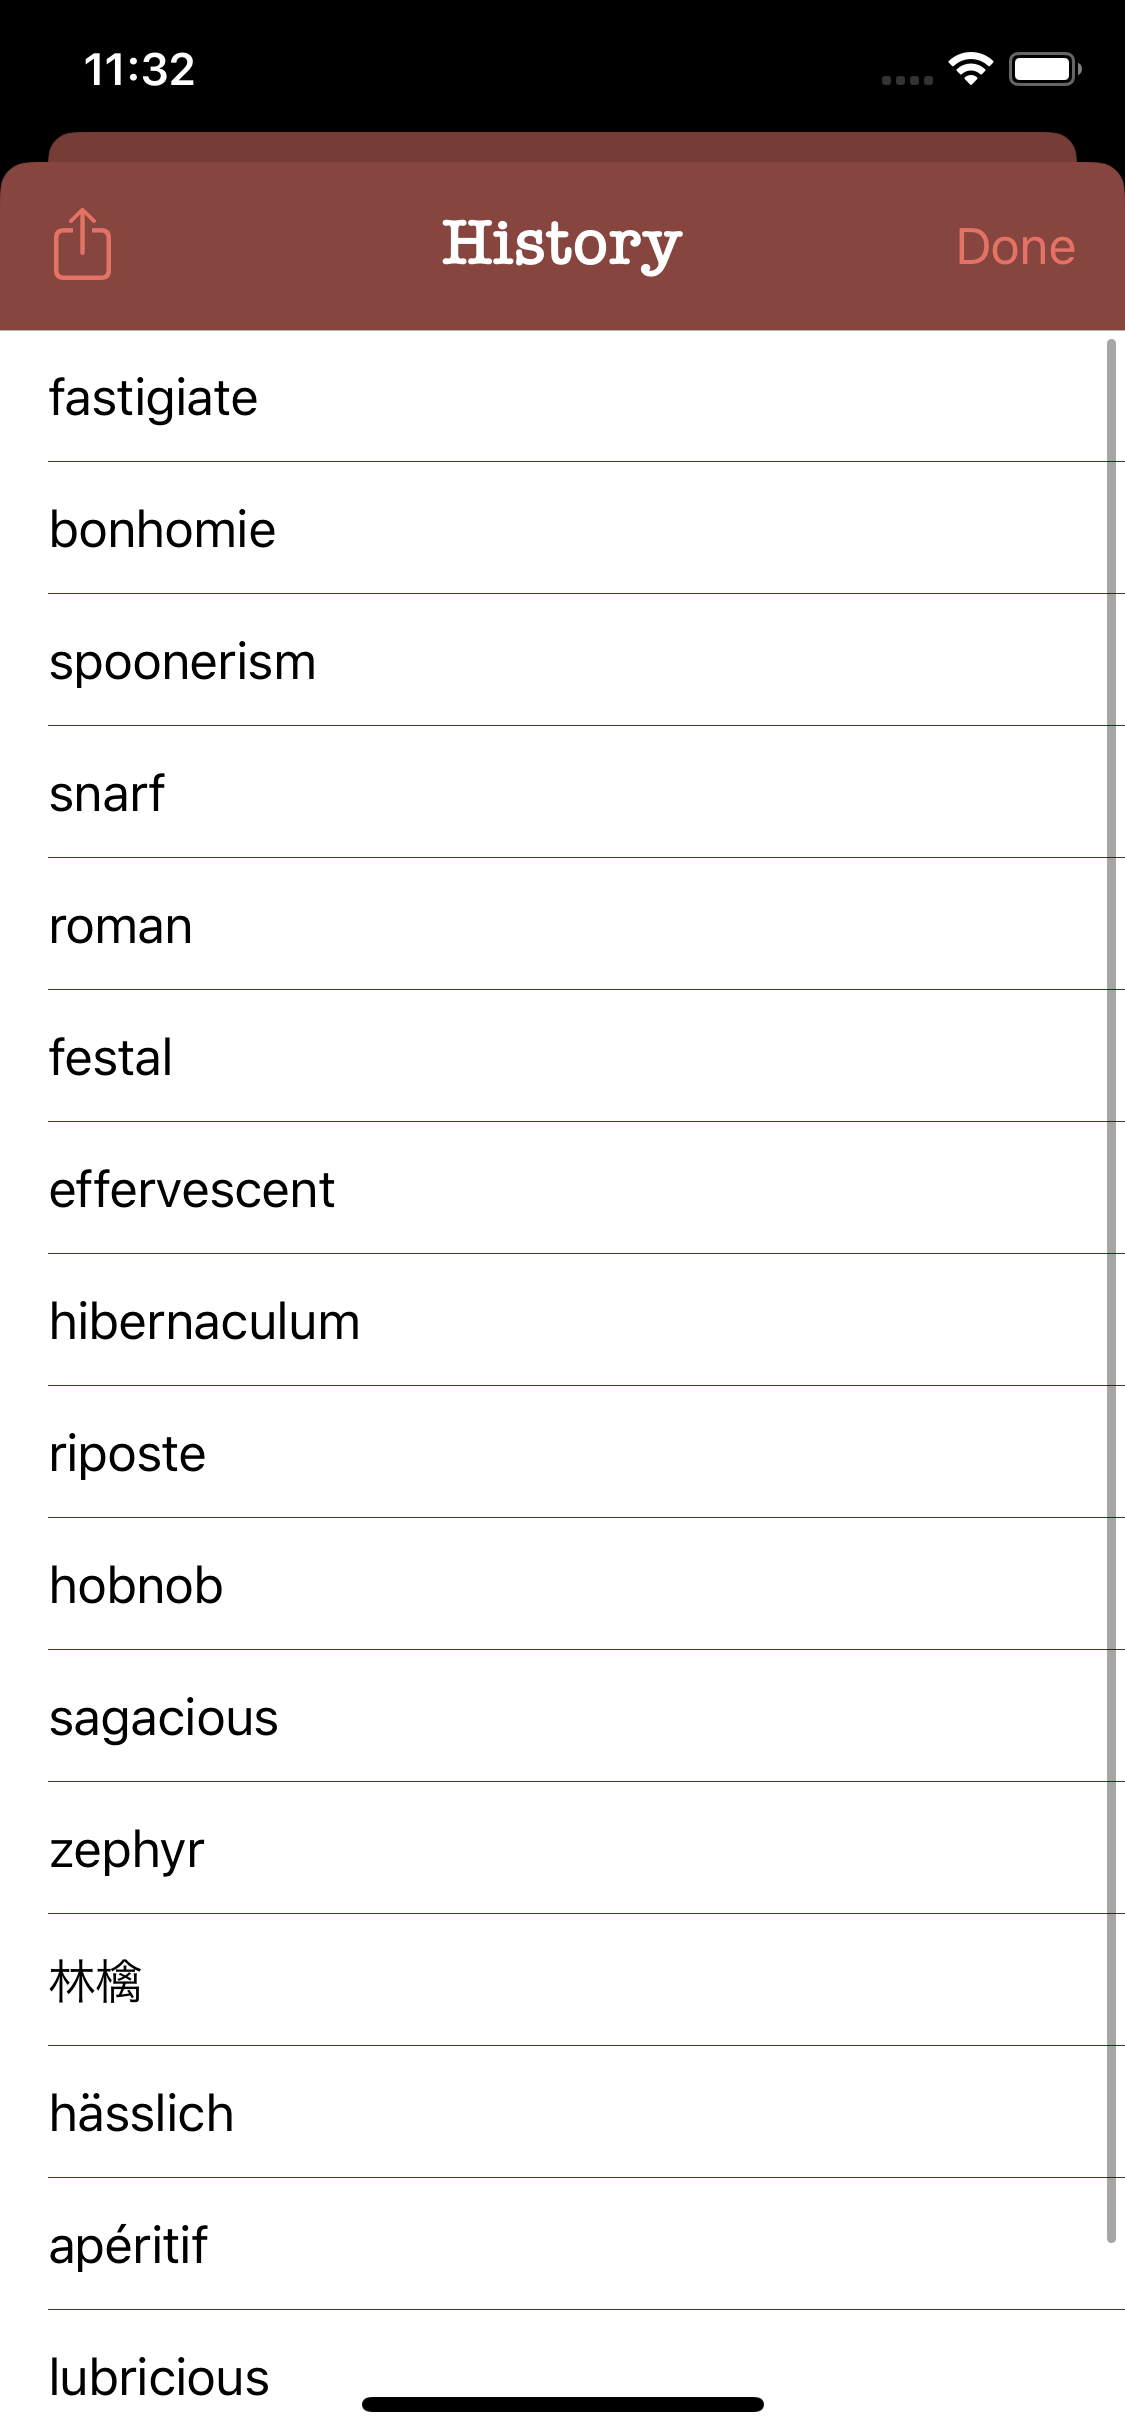 11:32
History
Done
fastigiate
bonhomie
spoonerism
snarf
roman
festal
effervescent
hibernaculum
riposte
hobnob
sagacious
zephyr
林檎
hässlich
apéritif
lubricious